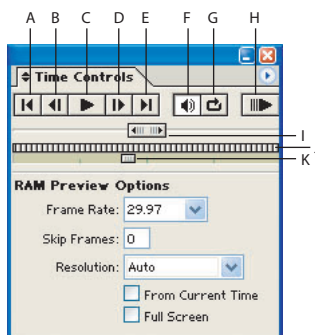 A B C D E F G H
Time Controls
I
K
RAM Preview Options
Frame Rate: 29.97
Skip Frames: 0
Resolution: Auto
From Current Time
Full Screen